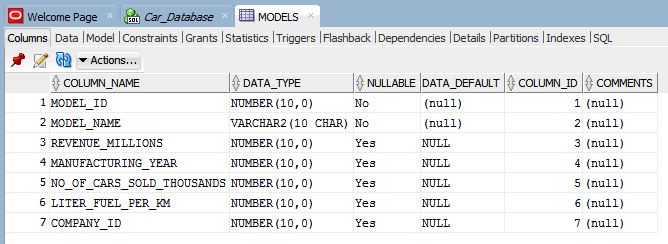 Welcome Page Car_Database MODELS
Columns Data Model Constraints Grants Statistics Triggers Flashback Dependencies Details Partitions Indexes SQL
Actions...
COLUMN_NAME DATA_TYPE NULLABLE DATA_DEFAULT COLUMN_ID COMMENTS
1 MODEL_ID NUMBER(10,0) No (null) 1 (null)
2 MODEL_NAME VARCHAR2(10 CHAR) No (null) 2 (null)
3 REVENUE_MILLIONS NUMBER(10,0) Yes NULL 3 (null)
4 MANUFACTURING_YEAR NUMBER(10,0) Yes NULL 4 (null)
5 NO_OF_CARS_SOLD_THOUSANDS NUMBER(10,0) Yes NULL 5 (null)
6 LITER_FUEL_PER_KM NUMBER(10,0) Yes NULL 6 (null)
7 COMPANY_ID NUMBER(10,0) Yes NULL 7 (null)